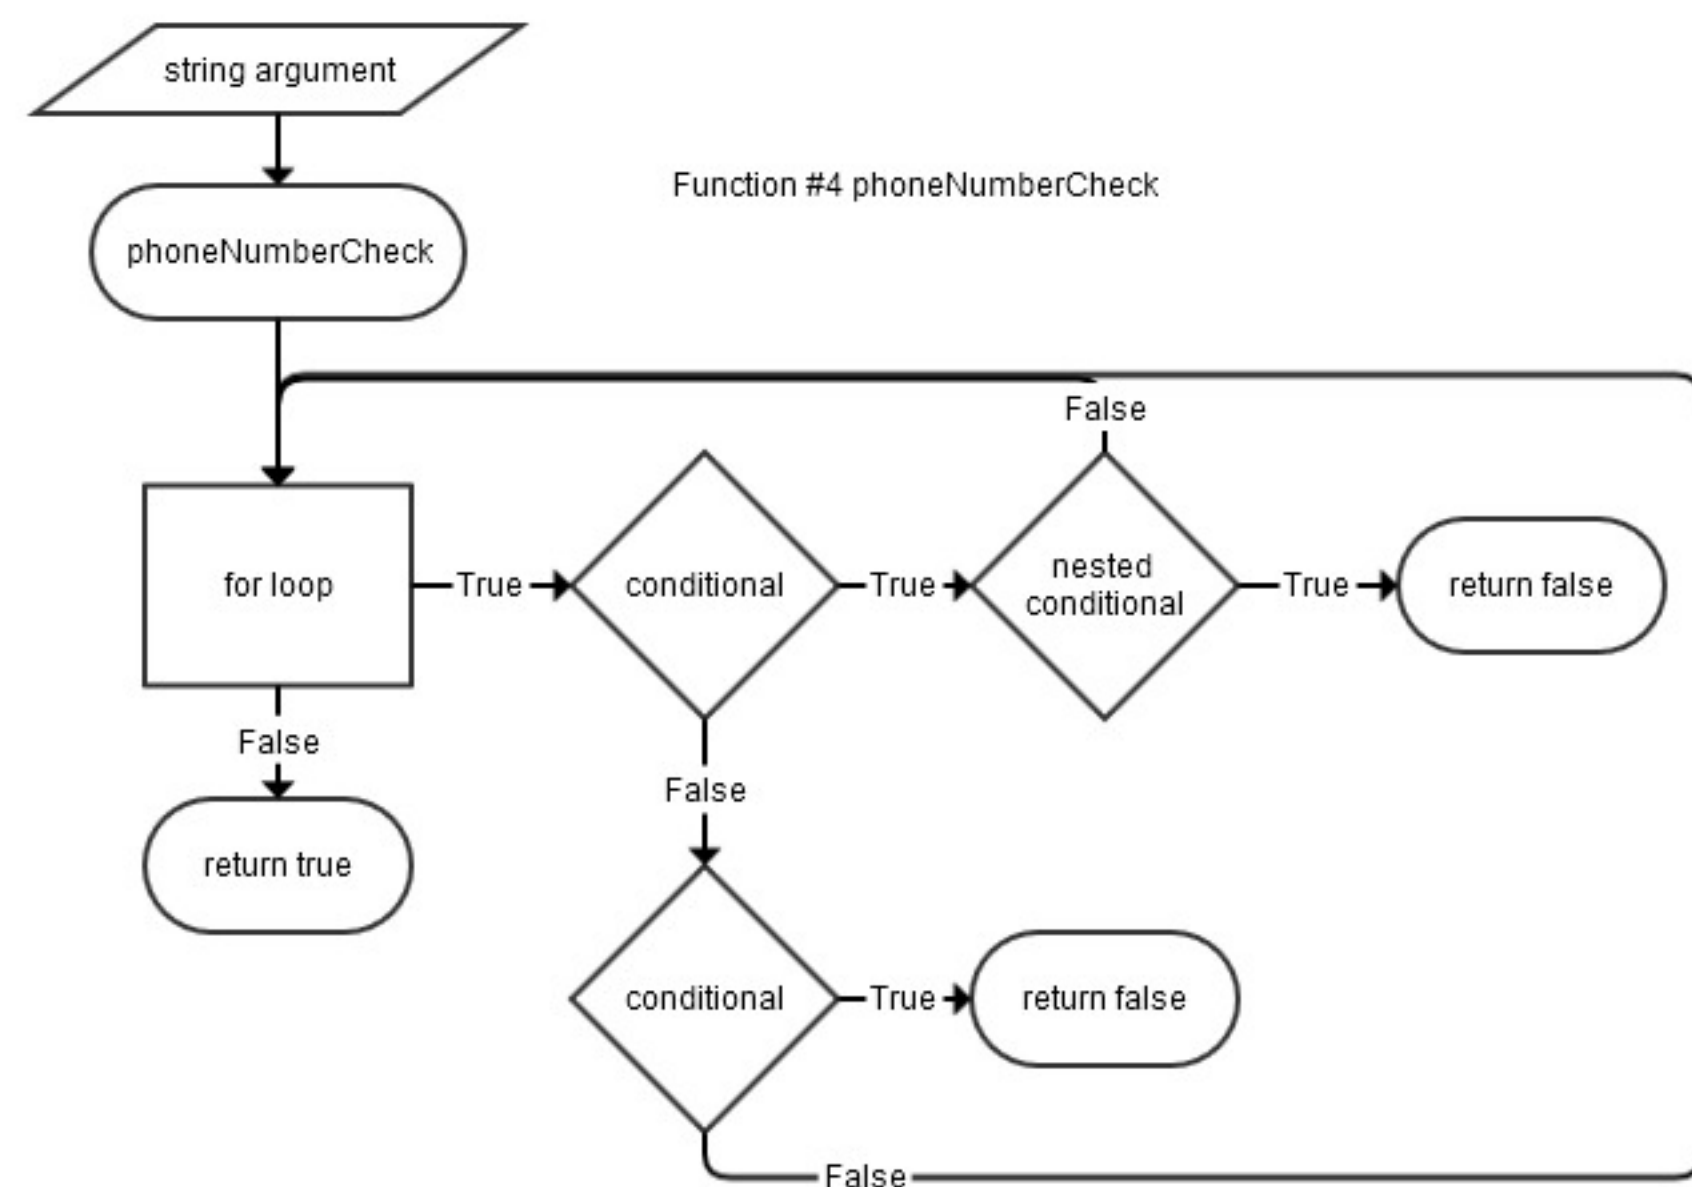 string argument
Function #4 phoneNumberCheck
phoneNumberCheck
False
for loop
True
conditional
True
nested
conditional
True
return false
False
False
return true
conditional
True
return false
False